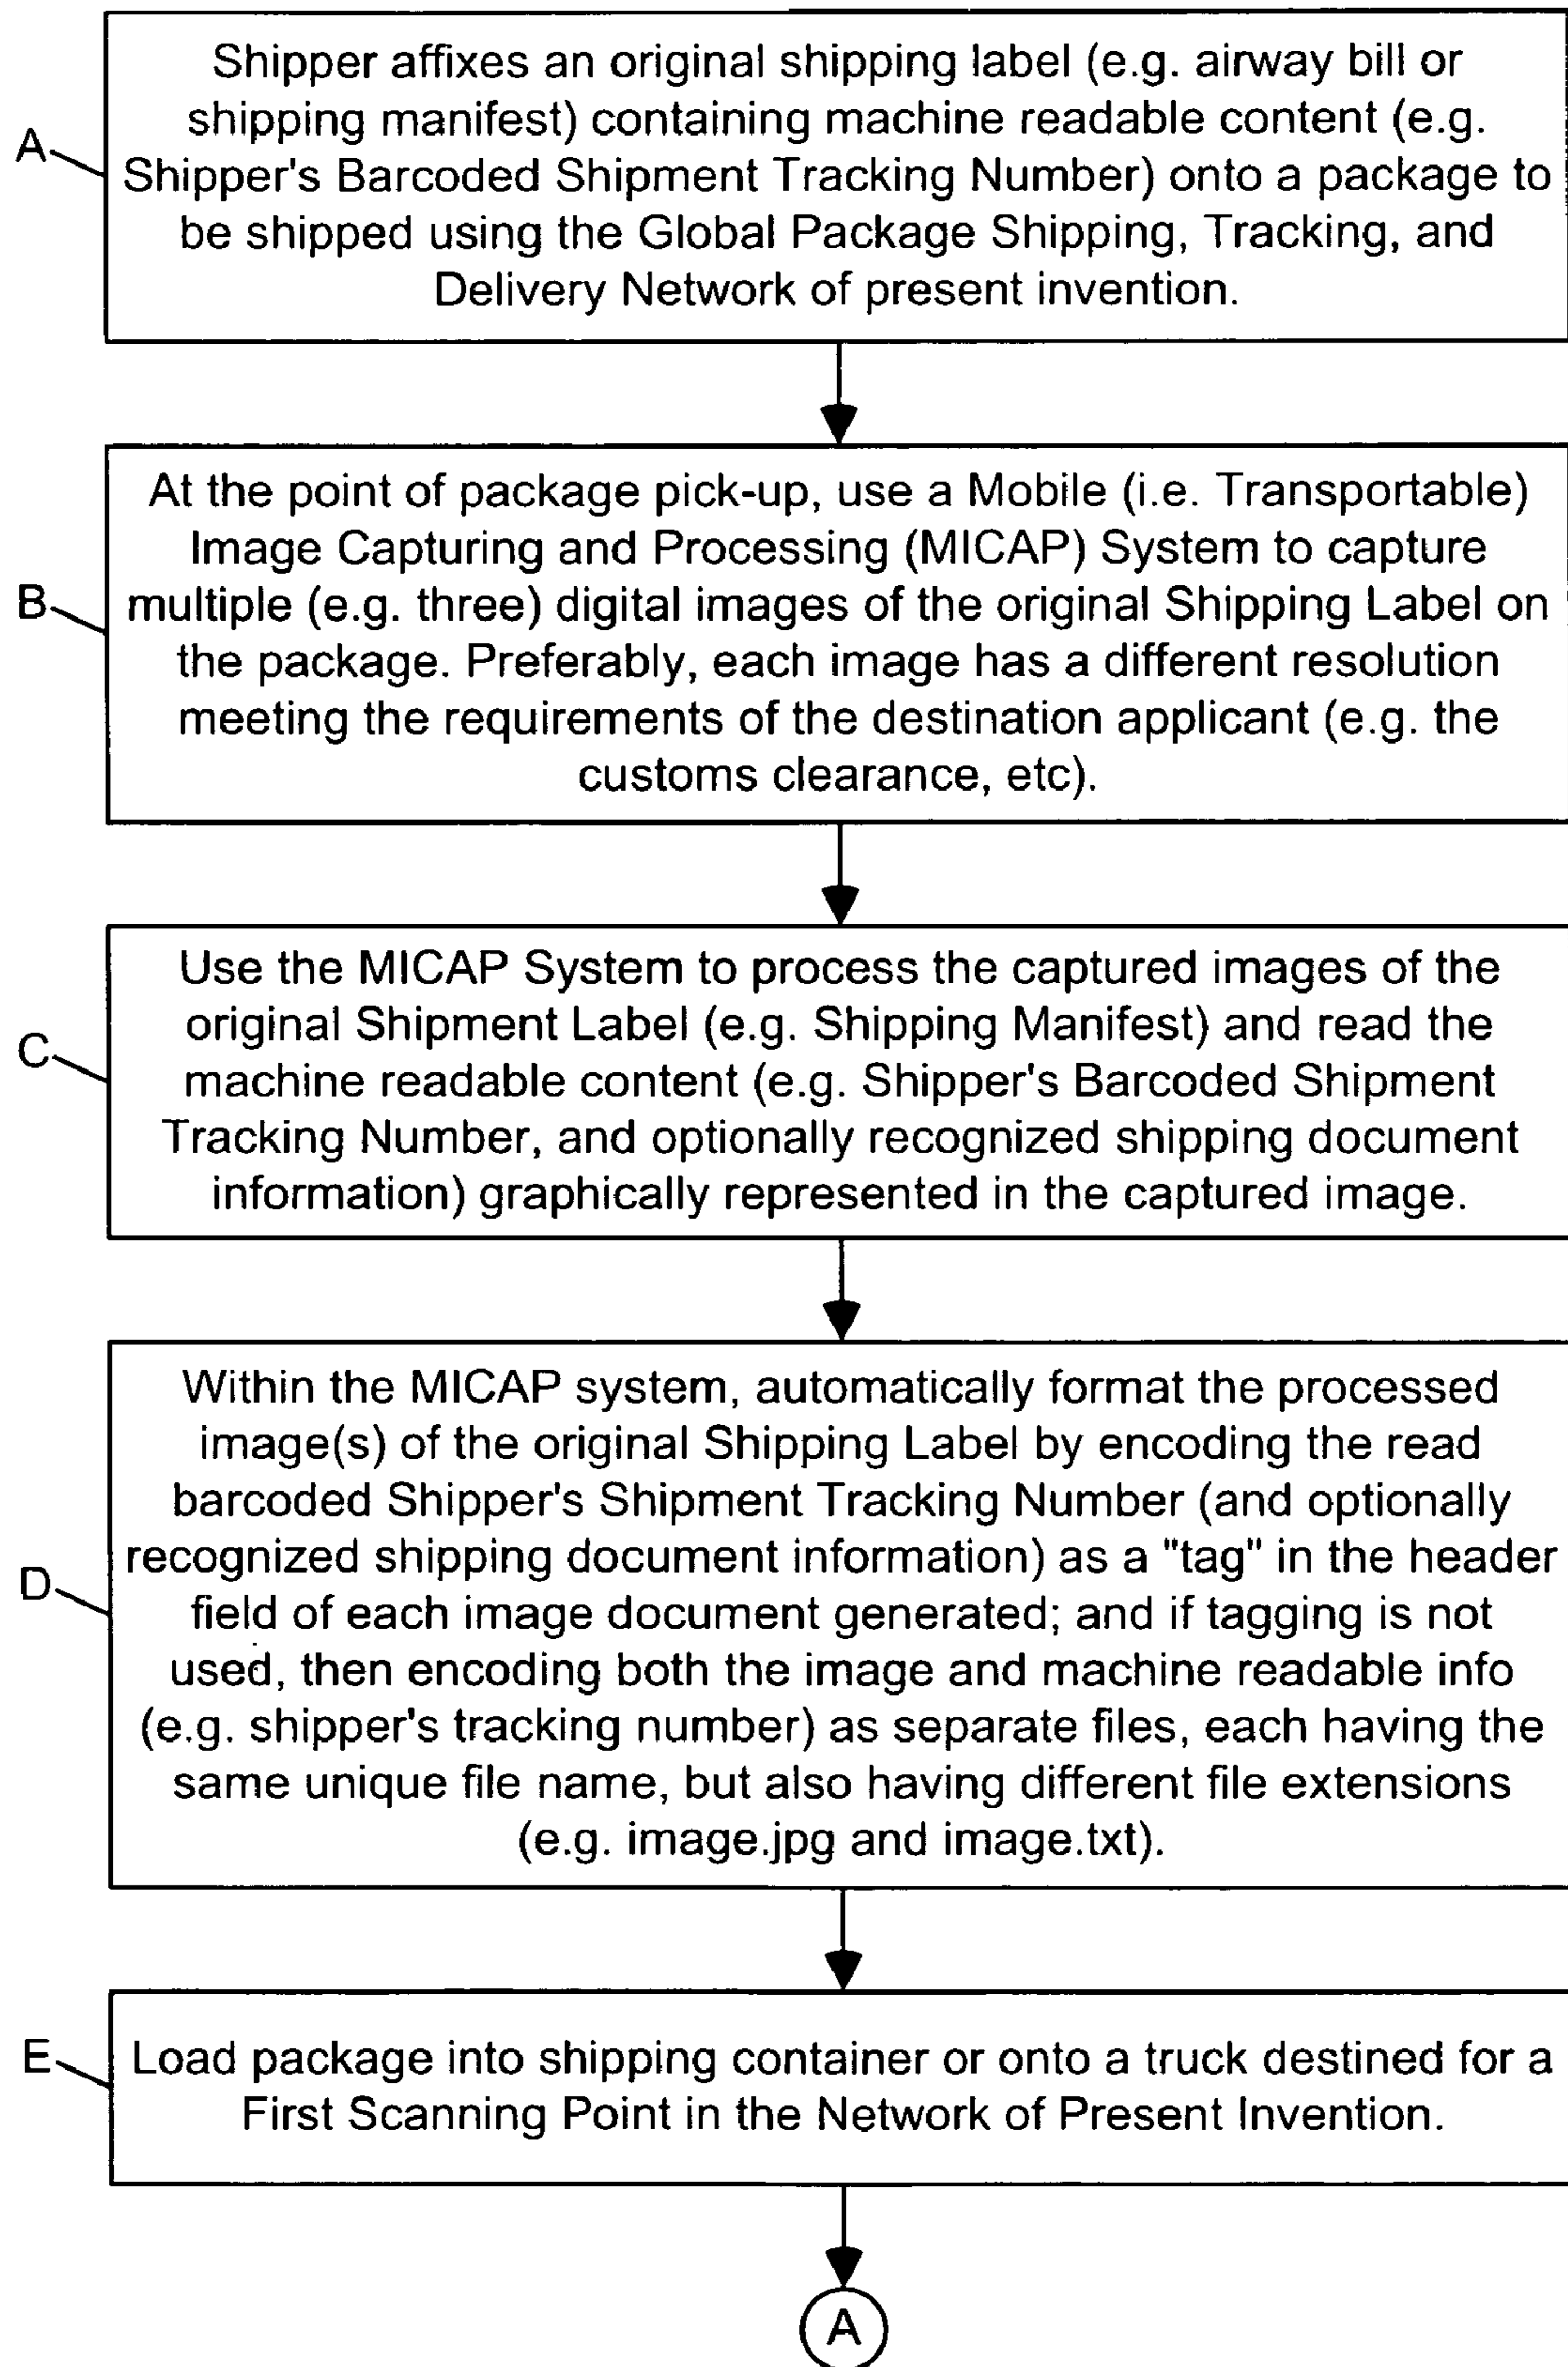 A
Shipper affixes an original shipping label (e.g. airway bill or
shipping manifest) containing machine readable content (e.g.
Shipper's Barcoded Shipment Tracking Number) onto a package to
be shipped using the Global Package Shipping, Tracking, and
Delivery Network of present invention.
B
At the point of package pick-up, use a Mobile (i.e. Transportable)
Image Capturing and Processing (MICAP) System to capture
multiple (e.g. three) digital images of the original Shipping Label on
the package. Preferably, each image has a different resolution
meeting the requirements of the destination applicant (e.g. the
customs clearance, etc).
C
Use the MICAP System to process the captured images of the
original Shipment Label (e.g. Shipping Manifest) and read the
machine readable content (e.g. Shipper's Barcoded Shipment
Tracking Number, and optionally recognized shipping document
information) graphically represented in the captured image.
D
Within the MICAP system, automatically format the processed
image(s) of the original Shipping Label by encoding the read
barcoded Shipper's Shipment Tracking Number (and optionally
recognized shipping document information) as a "tag" in the header
field of each image document generated; and if tagging is not
used, then encoding both the image and machine readable info
(e.g. shipper's tracking number) as separate files, each having the
same unique file name, but also having different file extensions
(e.g. image.jpg and image.txt).
E
Load package into shipping container or onto a truck destined for a
First Scanning Point in the Network of Present Invention.
A